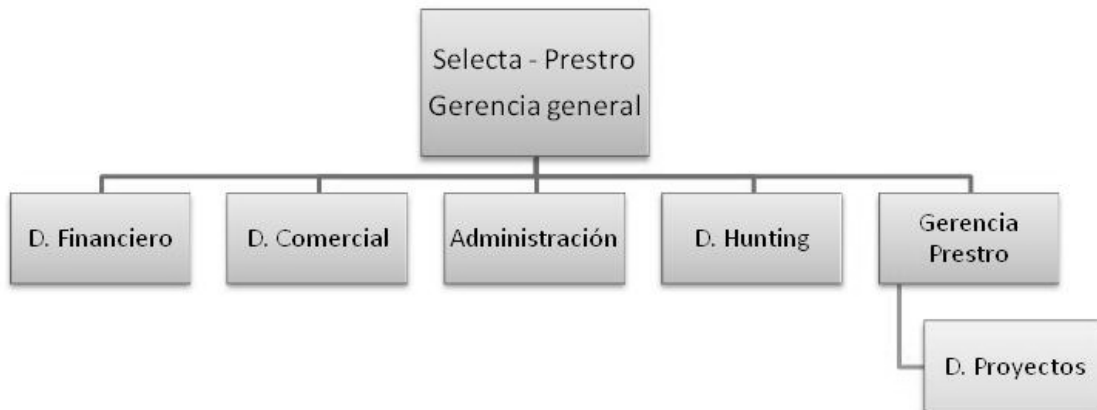 Selecta - Prestro
Gerencia general
D. Financiero
D. Comercial
Administración
D. Hunting
Gerencia
Prestro
D. Proyectos